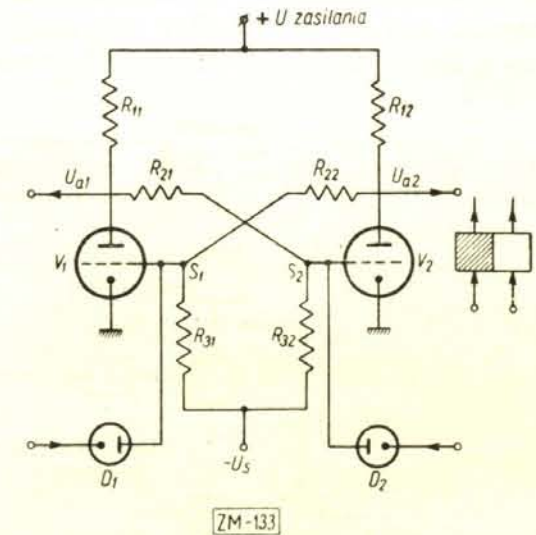 + U zasilania
R11
R12
Ua1
R21
R22
Ua2
V1
S1
S2
V2
R31
R32
D1
-Us
D2
ZM-133